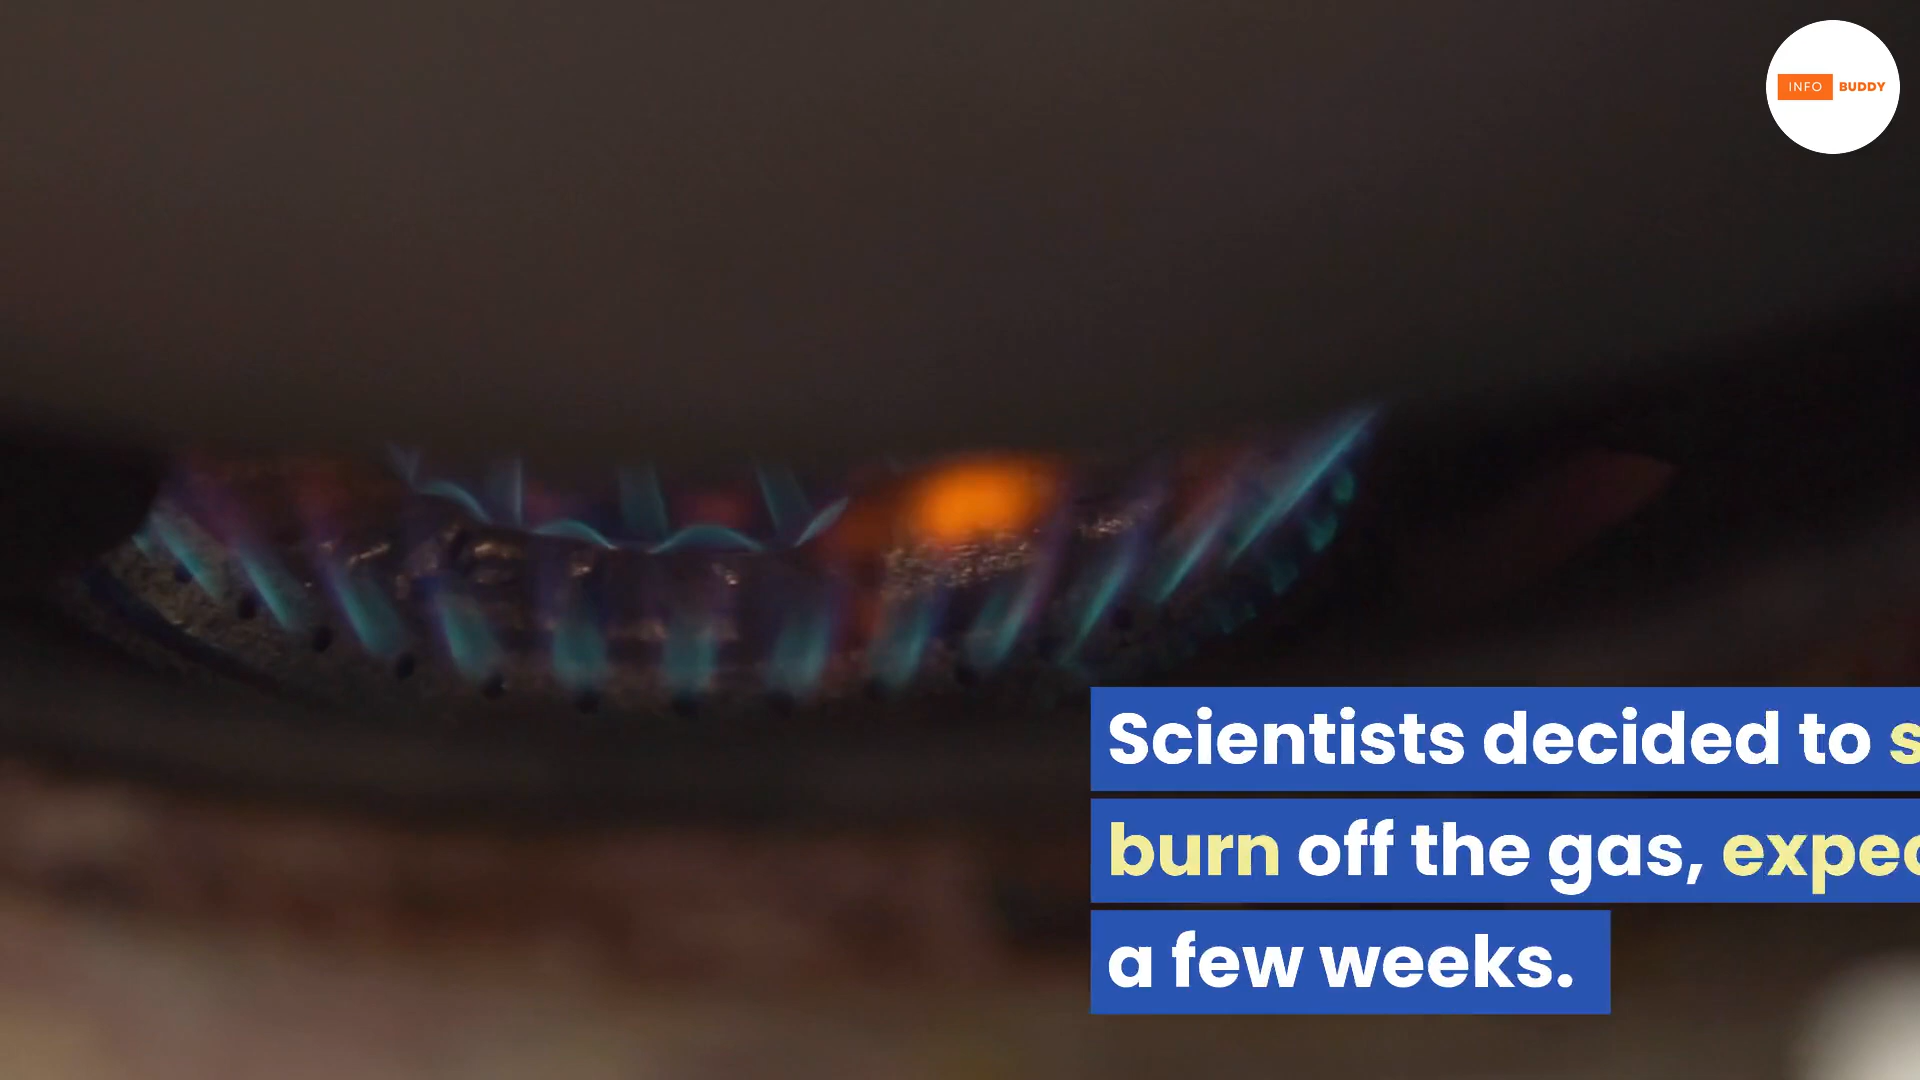 INFO BUDDY
Scientists decided to
burn off the gas,
a few weeks.